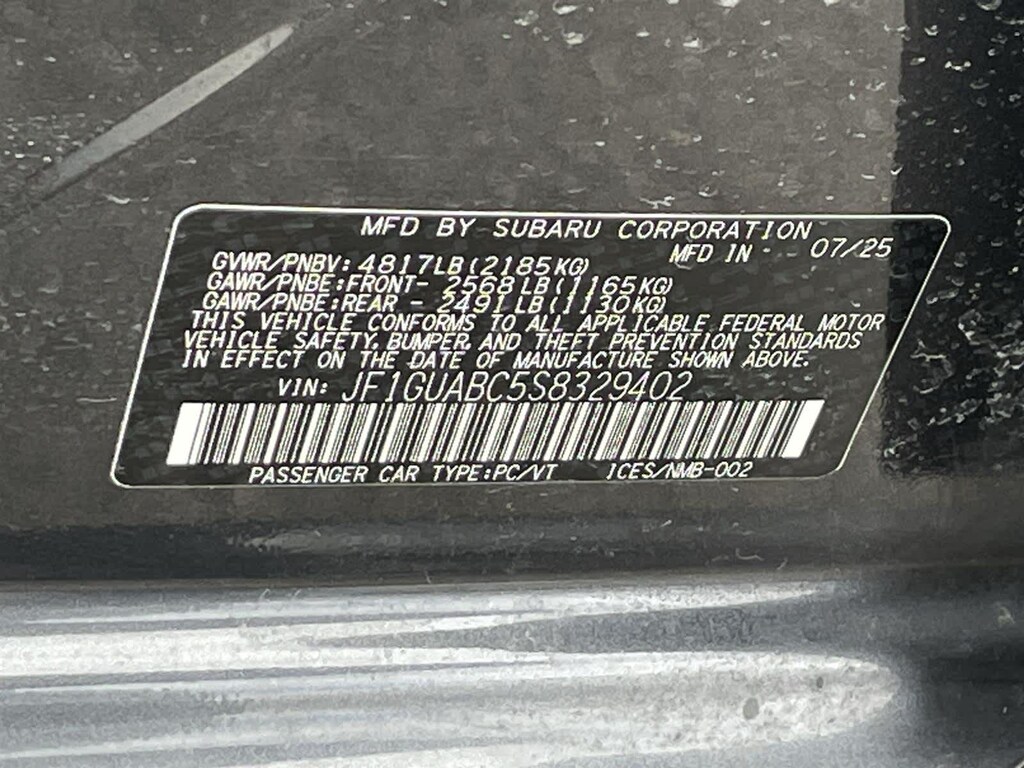 MFD BY SUBARU CORPORATION
MFD IN - - 07/25
GVWR/PNBV: 4817LB(2185KG)
GAWR/PNBE:FRONT- 2568LB(1165KG)
GAWR/PNBE:REAR - 2491LB(1130KG)
THIS VEHICLE CONFORMS TO ALL APPLICABLE FEDERAL MOTOR
VEHICLE SAFETY, BUMPER, AND THEFT PREVENTION STANDARDS
IN EFFECT ON THE DATE OF MANUFACTURE SHOWN ABOVE.
VIN: JF1GUABC5S8329402
PASSENGER CAR TYPE:PC/VT ICES/NMB-002